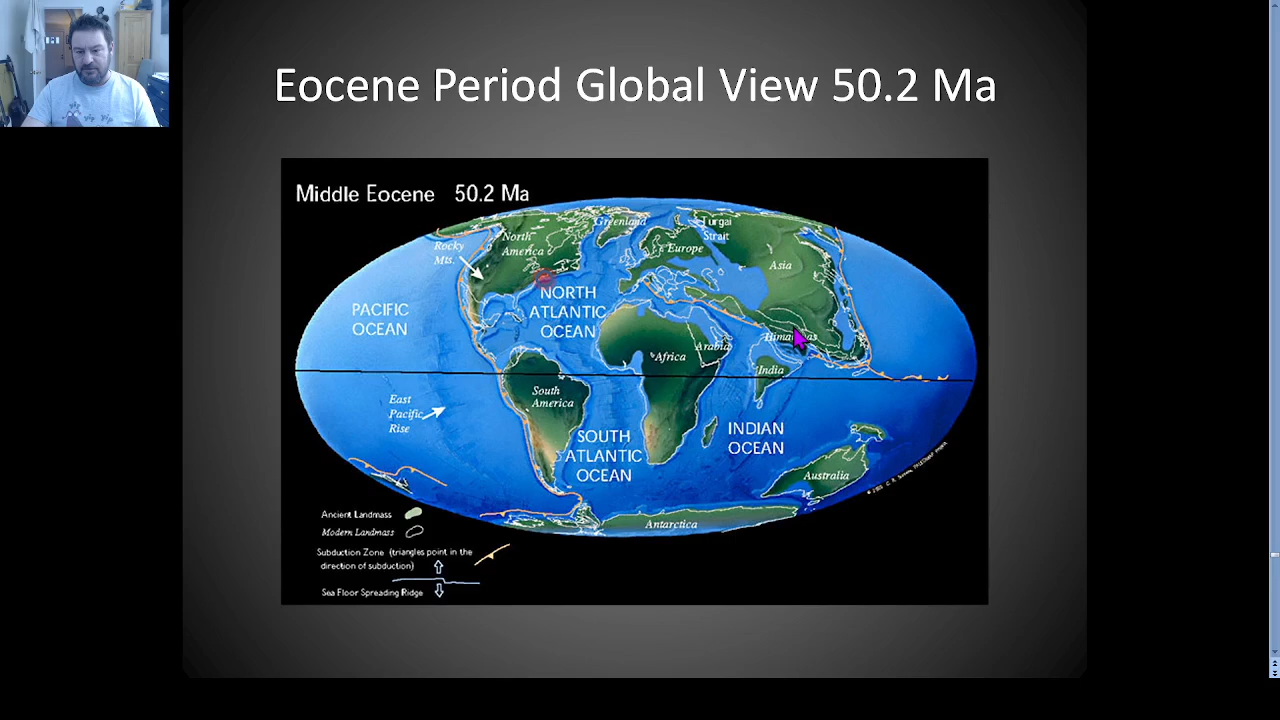 Eocene Period Global View 50.2 Ma
Middle Eocene 50.2 Ma
Greenland
Turgai
Strait
North
America
Rocky
Mts.
Europe
Asia
NORTH
ATLANTIC
OCEAN
PACIFIC
OCEAN
Africa
Arabia
India
South
America
East
Pacific
Rise
SOUTH
ATLANTIC
OCEAN
INDIAN
OCEAN
Australia
Antarctica
Ancient Landmass
Modern Landmass
Subduction Zone (triangles point in the
direction of subduction)
Sea Floor Spreading Ridge